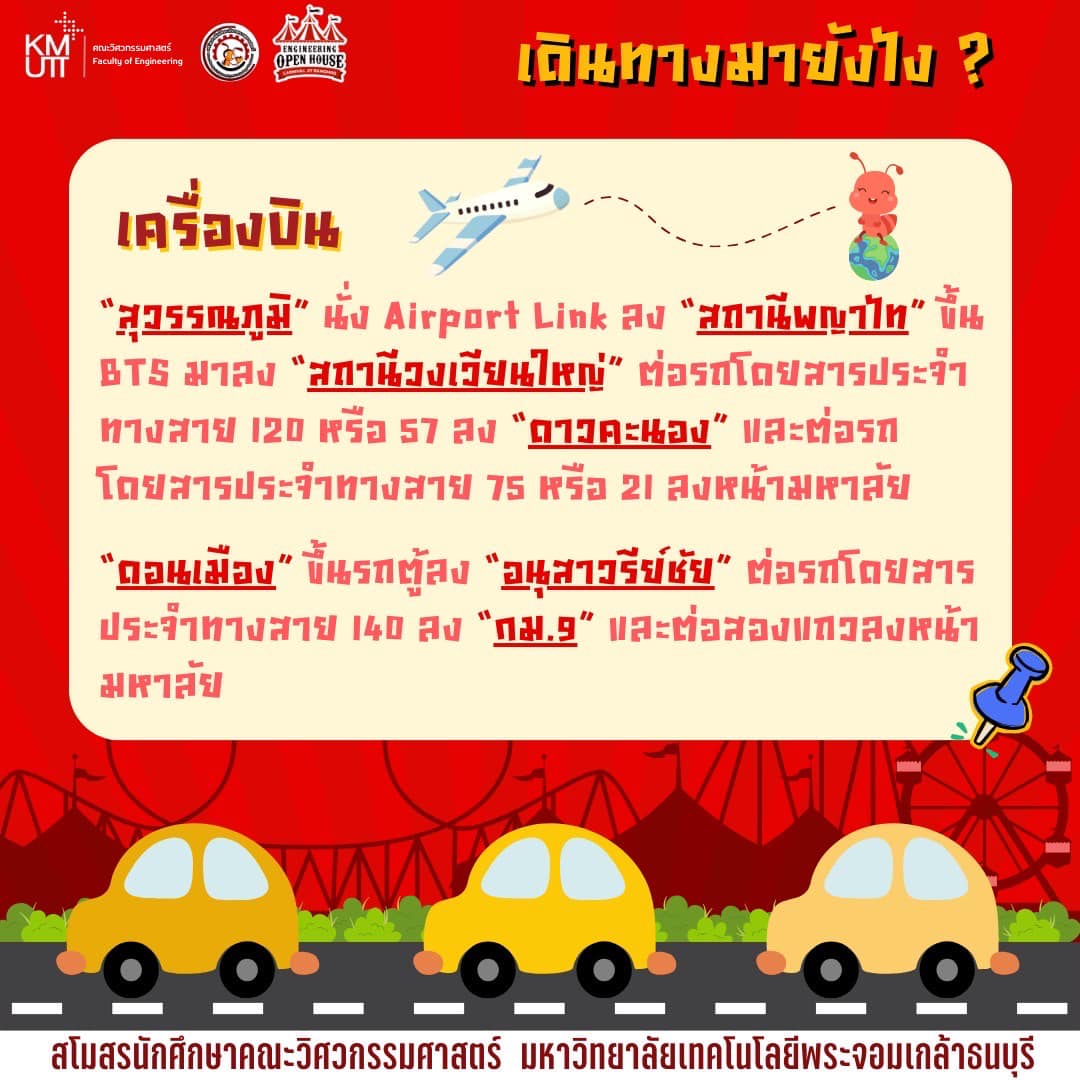 KM
UTT
คณะวิศวกรรมศาสตร์
Faculty of Engineering
ENGINEERING
OPEN HOUSE
เดินทางมายังไง ?
เครื่องบิน
"สุวรรณภูมิ" นั่ง Airport Link ลง "สถานีพญาไท" ขึ้น
BTS มาลง "สถานีวงเวียนใหญ่" ต่อรถโดยสารประจำ
ทางสาย 120 หรือ 57 ลง "ดาวคะนอง" และต่อรถ
โดยสารประจำทางสาย 75 หรือ 21 ลงหน้ามหาลัย
"ดอนเมือง" ขึ้นรถตู้ลง "อนุสาวรีย์ชัย" ต่อรถโดยสาร
ประจำทางสาย 140 ลง "กม.9" และต่อสองแถวลงหน้า
มหาลัย
สโมสรนักศึกษาคณะวิศวกรรมศาสตร์ มหาวิทยาลัยเทคโนโลยีพระจอมเกล้าธนบุรี